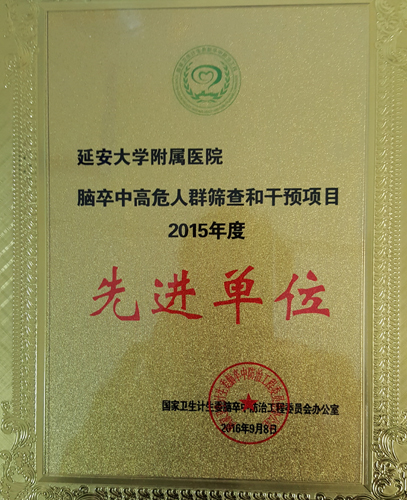 延安大学附属医院
脑卒中高危人群筛查和干预项目
2015年度
先进单位
国家卫生计生委脑卒中防治工程委员会办公室
2016年9月8日